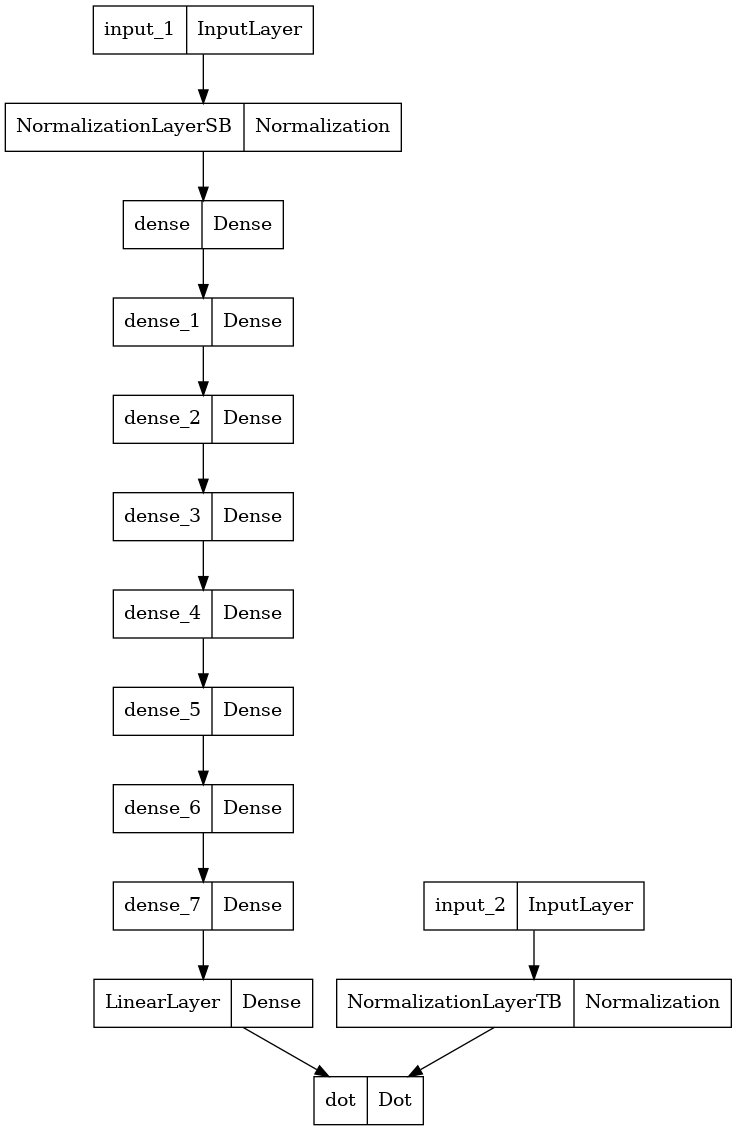 input_1 InputLayer
NormalizationLayerSB Normalization
dense Dense
dense_1 Dense
dense_2 Dense
dense_3 Dense
dense_4 Dense
dense_5 Dense
dense_6 Dense
dense_7 Dense
input_2 InputLayer
LinearLayer Dense
NormalizationLayerTB Normalization
dot Dot